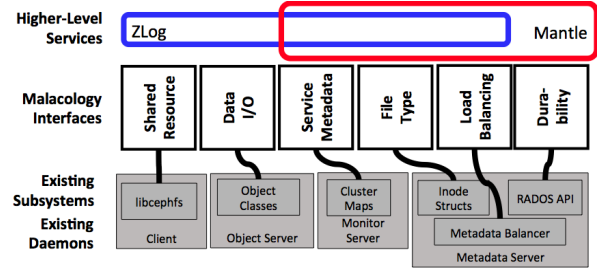 Higher-Level
Services
ZLog
Mantle
Malacology
Interfaces
Shared
Resource
Data
I/O
Service
Metadata
File
Type
Load
Balancing
Dura-
bility
Existing
Subsystems
Existing
Daemons
libcephfs
Client
Object
Classes
Object Server
Cluster
Maps
Monitor
Server
Inode
Structs
RADOS API
Metadata Balancer
Metadata Server